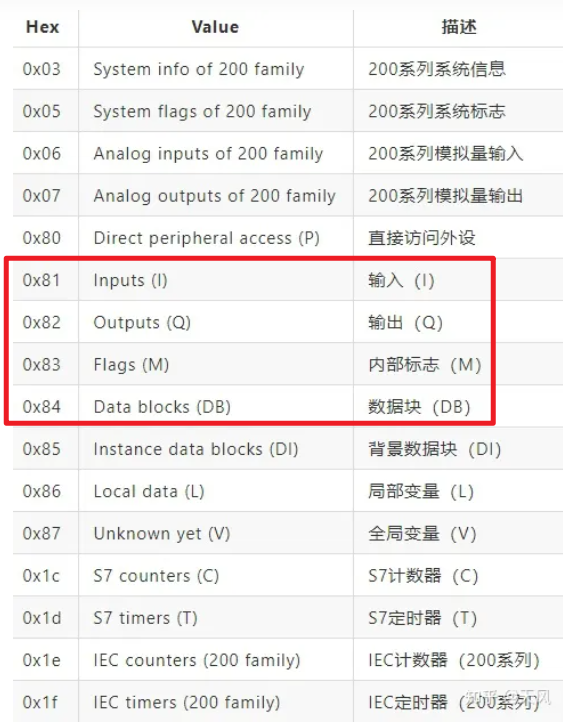 Hex Value 描述
0x03 System info of 200 family 200系列系统信息
0x05 System flags of 200 family 200系列系统标志
0x06 Analog inputs of 200 family 200系列模拟量输入
0x07 Analog outputs of 200 family 200系列模拟量输出
0x80 Direct peripheral access (P) 直接访问外设
0x81 Inputs (I) 输入（I）
0x82 Outputs (Q) 输出（Q）
0x83 Flags (M) 内部标志（M）
0x84 Data blocks (DB) 数据块（DB）
0x85 Instance data blocks (DI) 背景数据块（DI）
0x86 Local data (L) 局部变量（L）
0x87 Unknown yet (V) 全局变量（V）
0x1c S7 counters (C) S7计数器（C）
0x1d S7 timers (T) S7定时器（T）
0x1e IEC counters (200 family) IEC计数器（200系列）
0x1f IEC timers (200 family) IEC定时器（200系列）